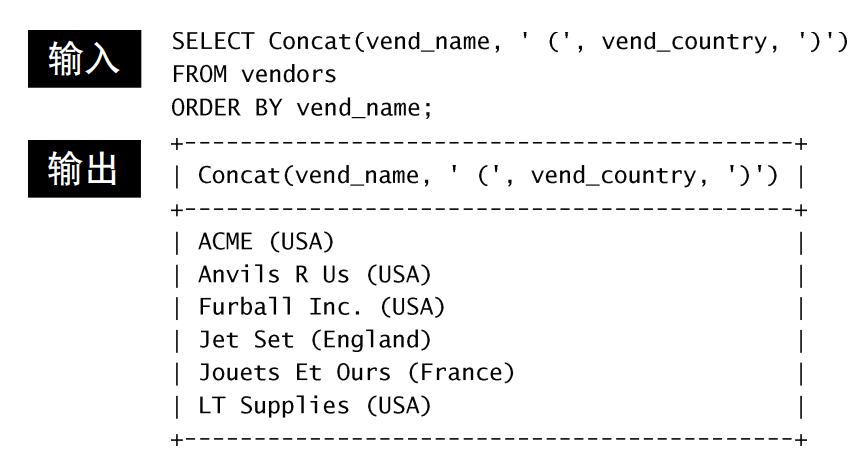 输入
SELECT Concat(vend_name, ' (', vend_country, ')')
FROM vendors
ORDER BY vend_name;
输出
+---------------------------------------------+
| Concat(vend_name, ' (', vend_country, ')') |
+---------------------------------------------+
| ACME (USA) |
| Anvils R Us (USA) |
| Furball Inc. (USA) |
| Jet Set (England) |
| Jouets Et Ours (France) |
| LT Supplies (USA) |
+---------------------------------------------+